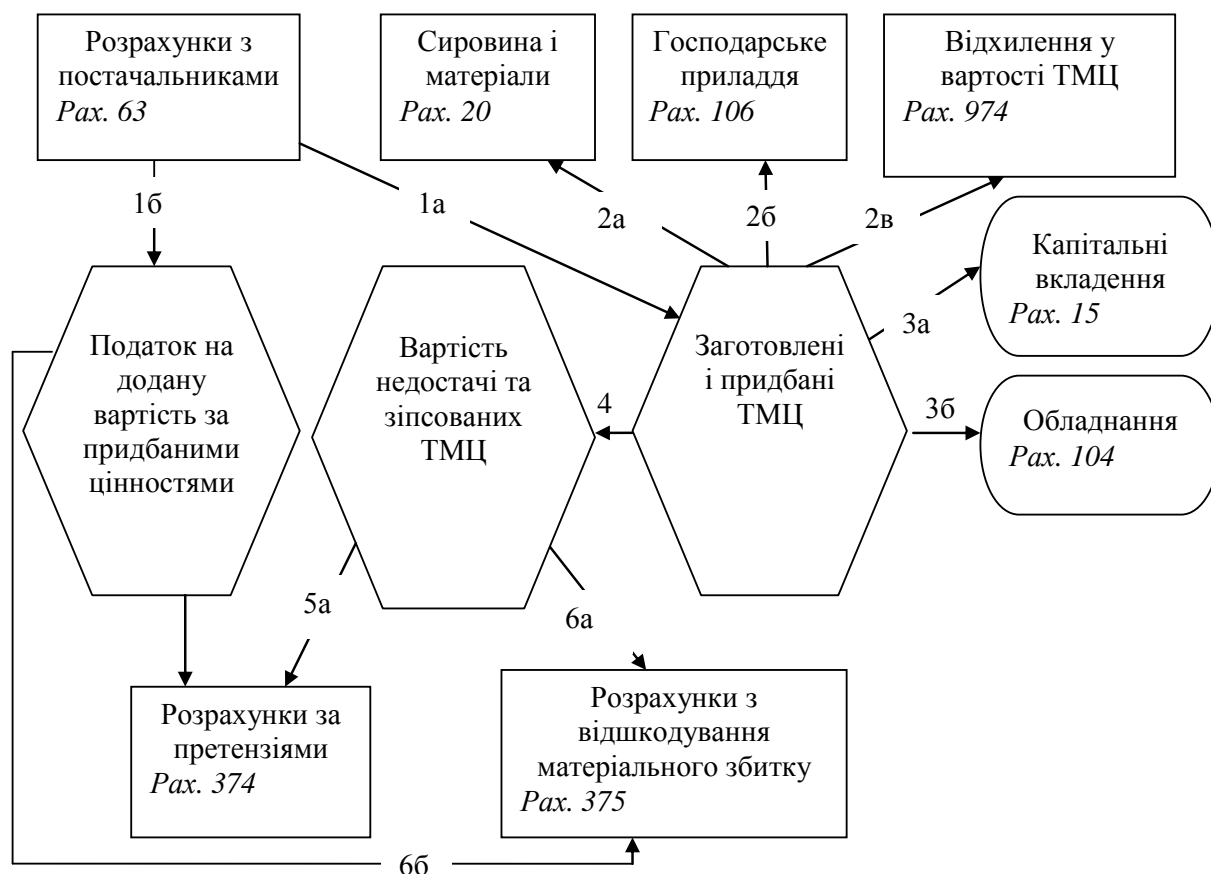 Розрахунки з
постачальниками
Рах. 63
Сировина і
матеріали
Рах. 20
Господарське
приладдя
Рах. 106
Відхилення у
вартості ТМЦ
Рах. 974
1б
1а
2а
2б
2в
Капітальні
вкладення
Рах. 15
3а
Податок на
додану
вартість за
придбаними
цінностями
Вартість
недостачі та
зіпсованих
ТМЦ
4
Заготовлені
і придбані
ТМЦ
3б
Обладнання
Рах. 104
5а
6а
Розрахунки за
претензіями
Рах. 374
Розрахунки з
відшкодування
матеріального збитку
Рах. 375
6б